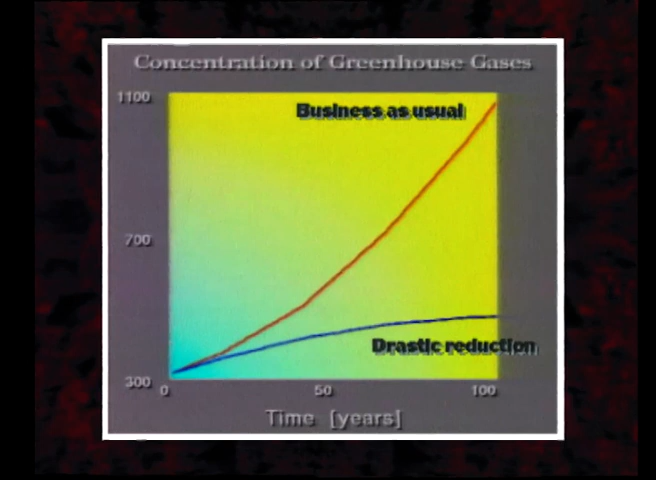 Concentration of Greenhouse Gases
1100
Business as usual
700
Drastic reduction
300
0 50 100
Time [years]